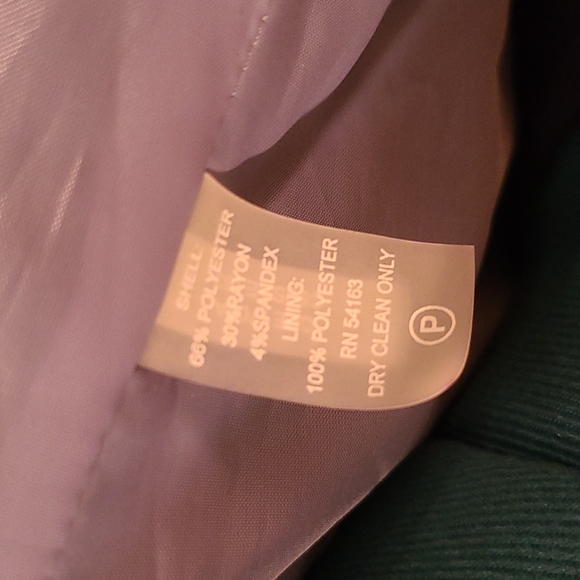 SHELL:
66% POLYESTER
30%RAYON
4%SPANDEX
LINING:
100% POLYESTER
RN 54163
DRY CLEAN ONLY
P